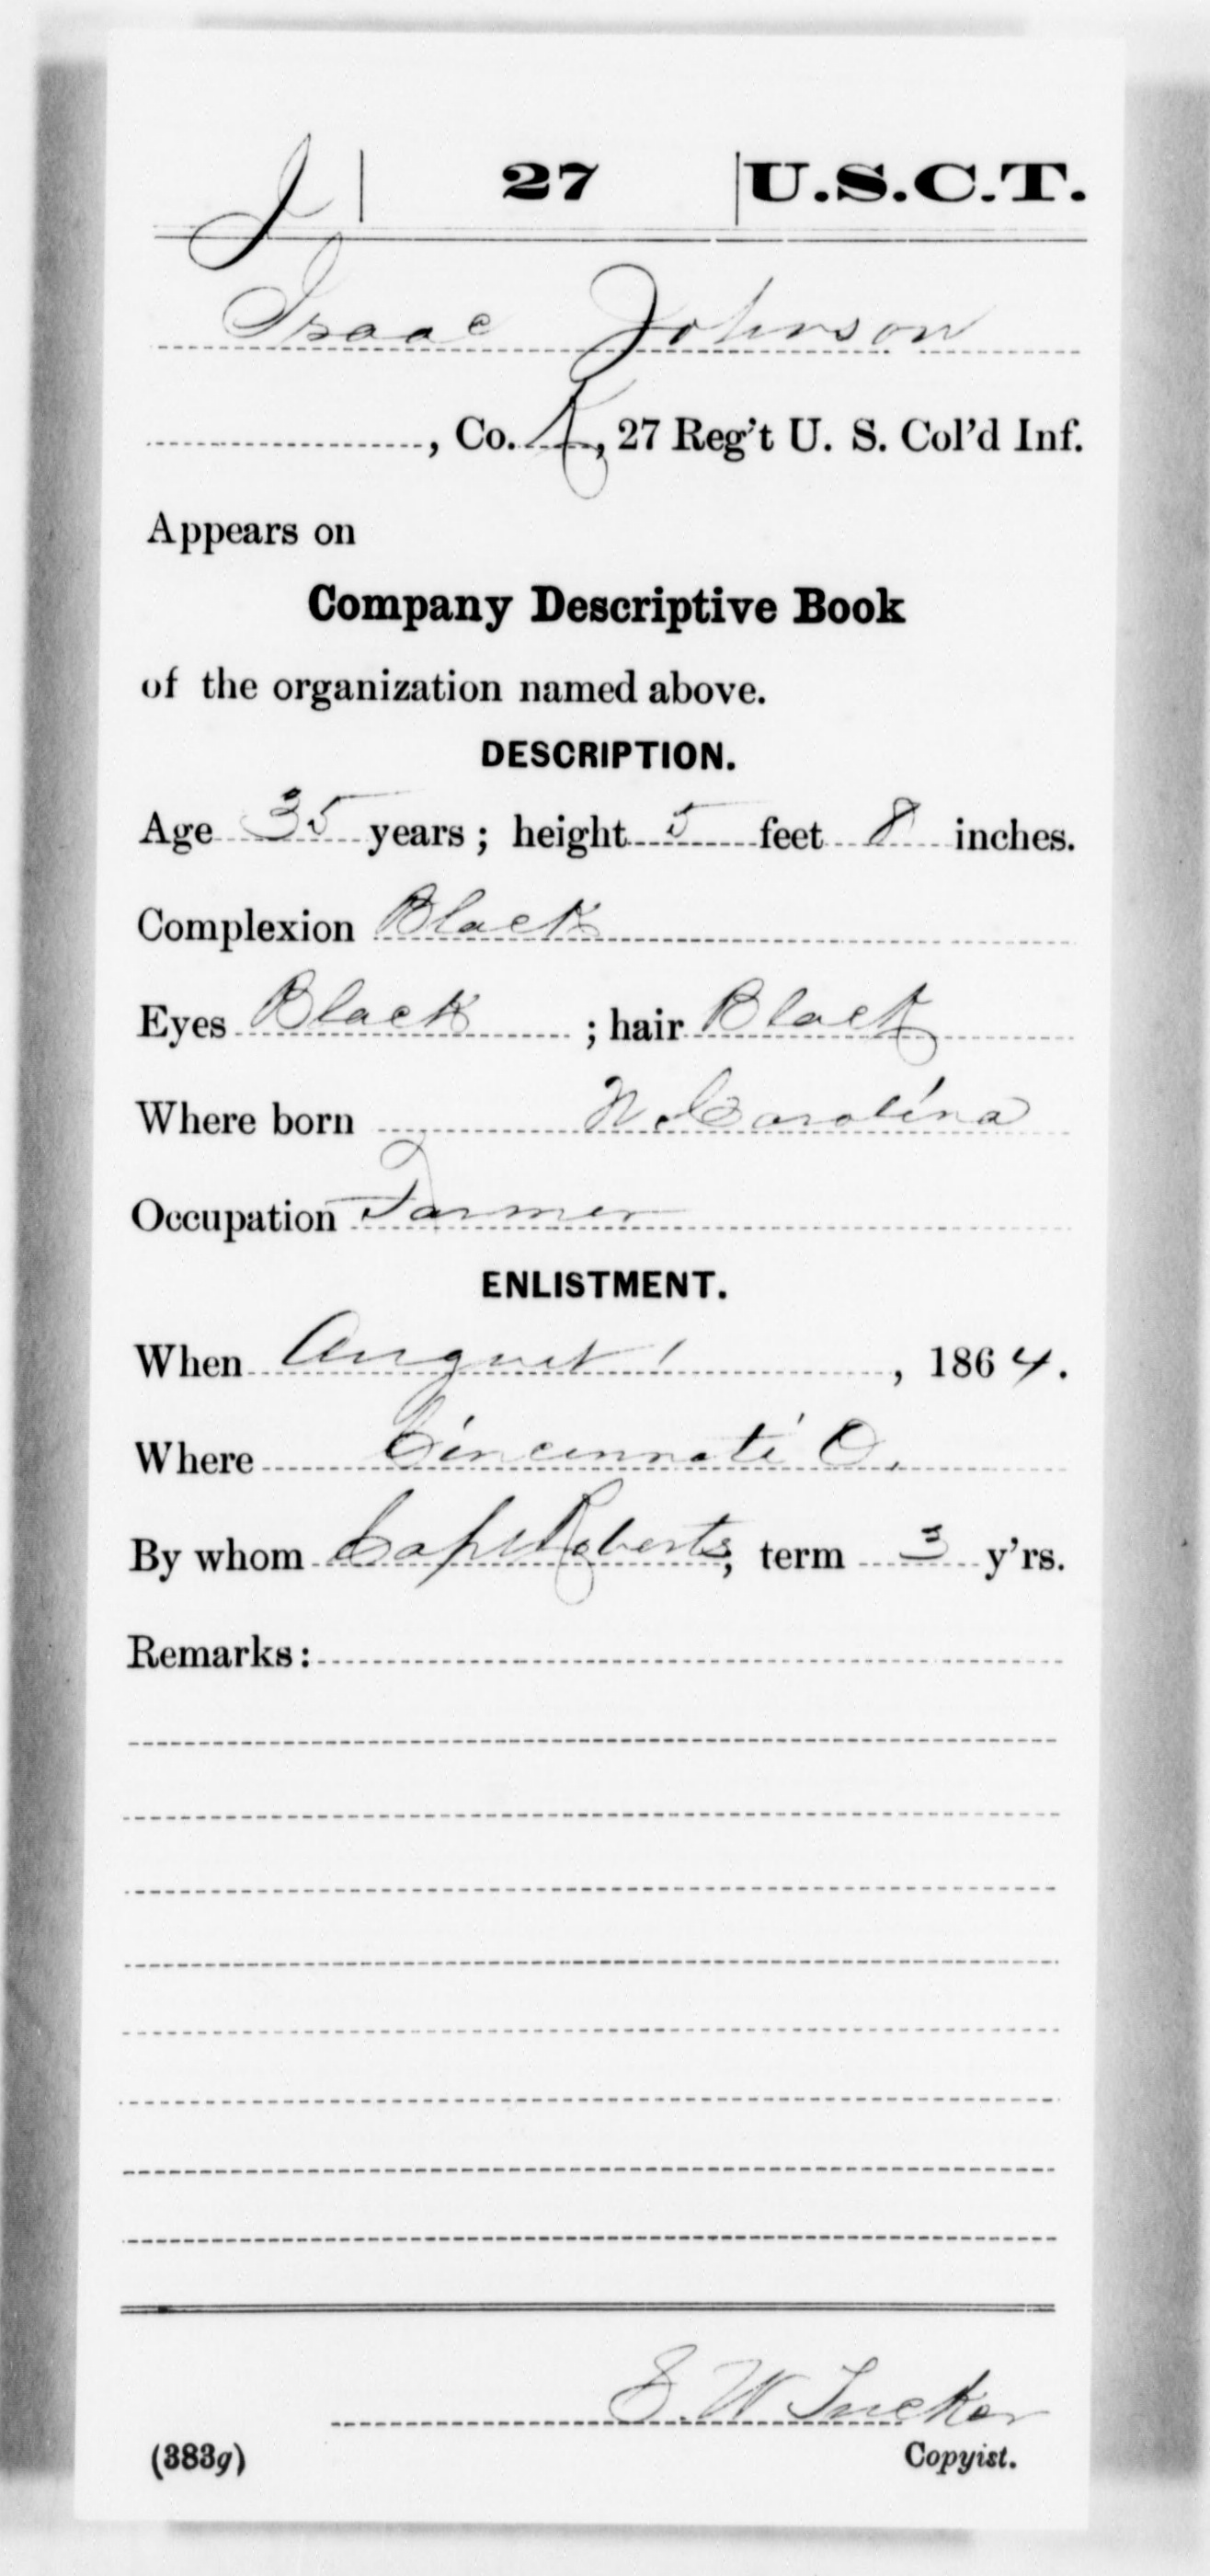 J | 27 | U.S.C.T.
Isaac Johnson
, Co. K, 27 Reg't U. S. Col'd Inf.
Appears on
Company Descriptive Book
of the organization named above.
DESCRIPTION.
Age 35 years; height 5 feet 8 inches.
Complexion Black
Eyes Black; hair Black
Where born N. Carolina
Occupation Farmer
ENLISTMENT.
When August 1, 1864.
Where Cincinnati O.
By whom Capt Roberts; term 3 y'rs.
Remarks:
S. W. Tucker
(383g) Copyist.